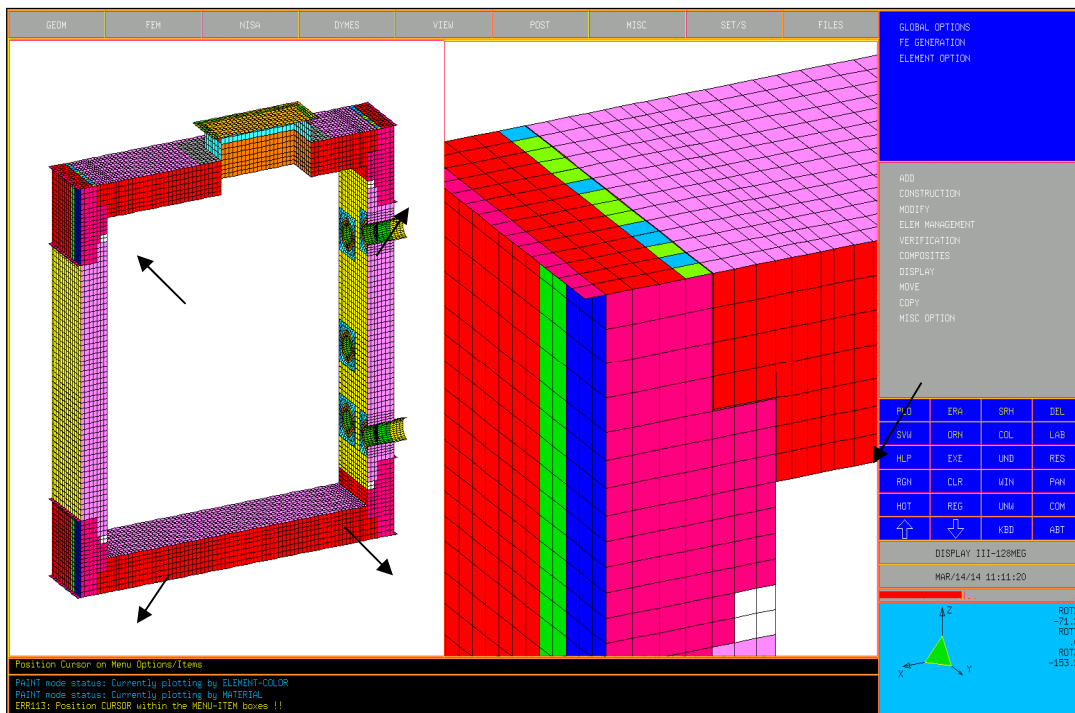 GEOM FEM NISA DYMES VIEW POST MISC SET/S FILES
GLOBAL OPTIONS
FE GENERATION
ELEMENT OPTION
ADD
CONSTRUCTION
MODIFY
ELEM MANAGEMENT
VERIFICATION
COMPOSITES
DISPLAY
MOVE
COPY
MISC OPTION
PLO ERA SRH DEL
SVW ORN COL LAB
HLP EXE UND RES
RGN CLR WIN PAN
HOT REG UNW COM
KBD ABT
DISPLAY III-128MEG
MAR/14/14 11:11:20
Z
X
Y
Position Cursor on Menu Options/Items
PAINT mode status: Currently plotting by ELEMENT-COLOR
PAINT mode status: Currently plotting by MATERIAL
ERR113: Position CURSOR within the MENU-ITEM boxes !!